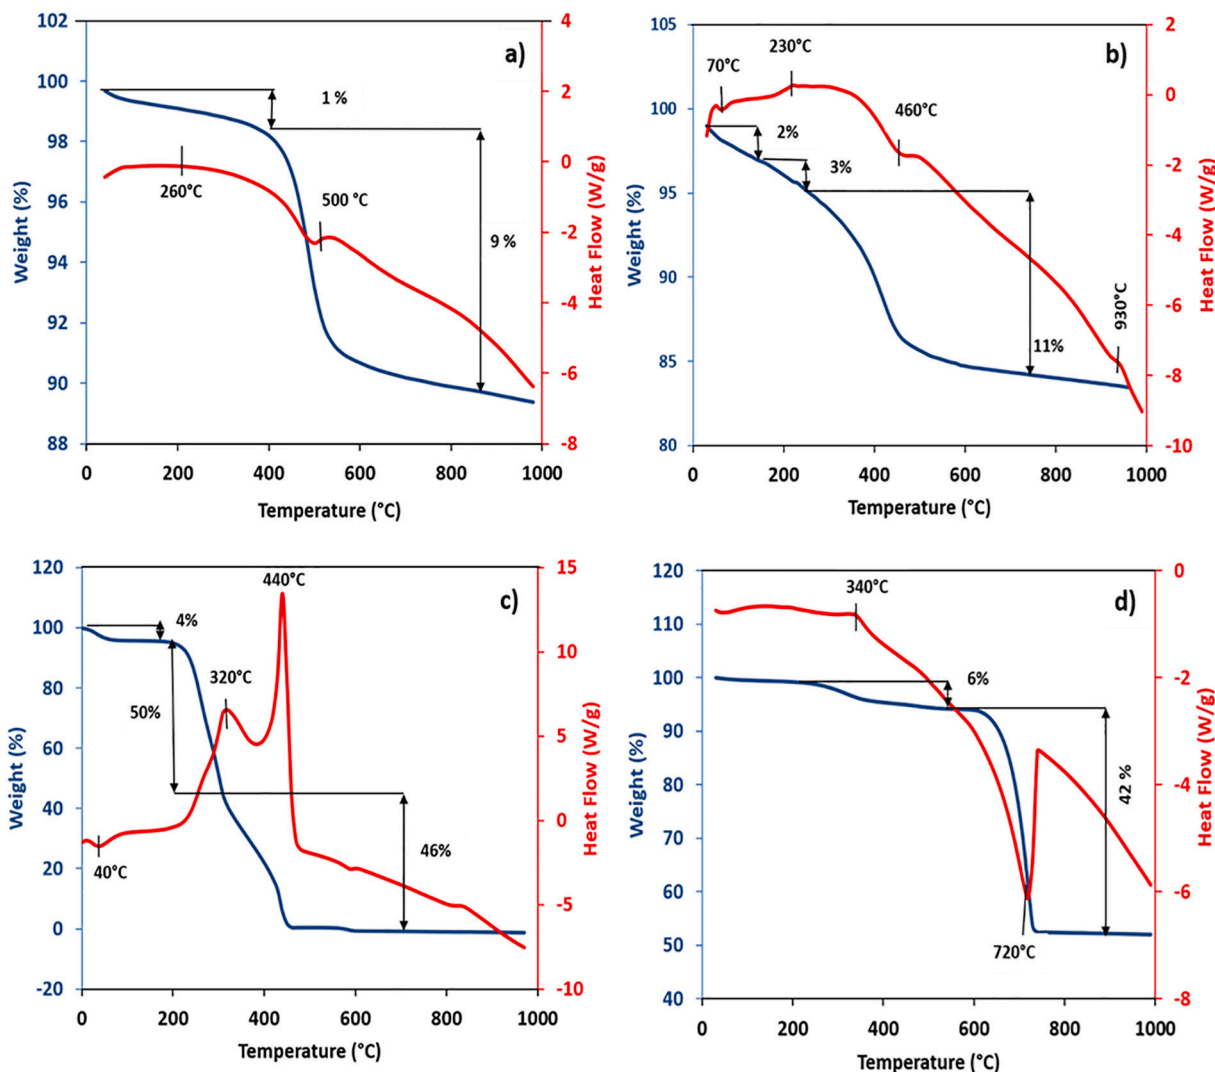 102
100
98
96
94
92
90
88
Weight (%)
4
2
0
-2
-4
-6
-8
Heat Flow (W/g)
a)
1 %
260°C
500 °C
9 %
0 200 400 600 800 1000
Temperature (°C)
105
100
95
90
85
80
Weight (%)
2
0
-2
-4
-6
-8
-10
Heat Flow (W/g)
b)
230°C
70°C
460°C
2%
3%
11%
930°C
0 200 400 600 800 1000
Temperature (°C)
120
100
80
60
40
20
0
-20
Weight (%)
15
10
5
0
-5
-10
Heat Flow (W/g)
c)
440°C
4%
320°C
50%
46%
40°C
0 200 400 600 800 1000
Temperature (°C)
120
110
100
90
80
70
60
50
40
Weight (%)
0
-2
-4
-6
-8
Heat Flow (W/g)
d)
340°C
6%
42 %
720°C
0 200 400 600 800 1000
Temperature (°C)